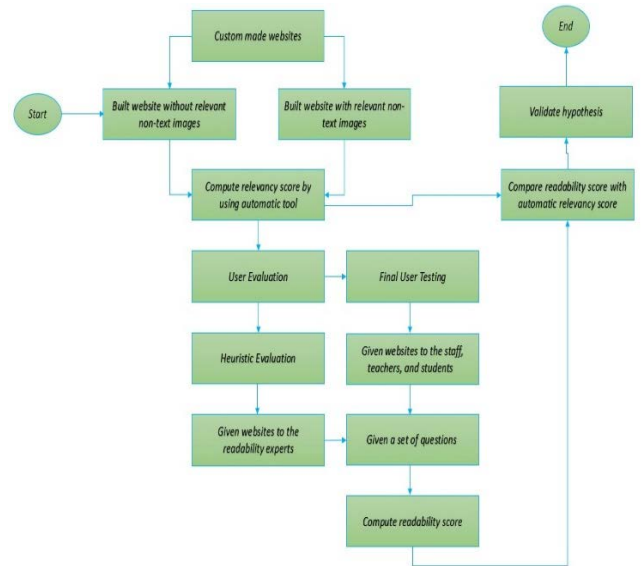 Custom made websites
End
Start
Built website without relevant
non-text images
Built website with relevant non-
text images
Validate hypothesis
Compute relevancy score by
using automatic tool
Compare readability score with
automatic relevancy score
User Evaluation
Final User Testing
Heuristic Evaluation
Given websites to the staff,
teachers, and students
Given websites to the
readability experts
Given a set of questions
Compute readability score